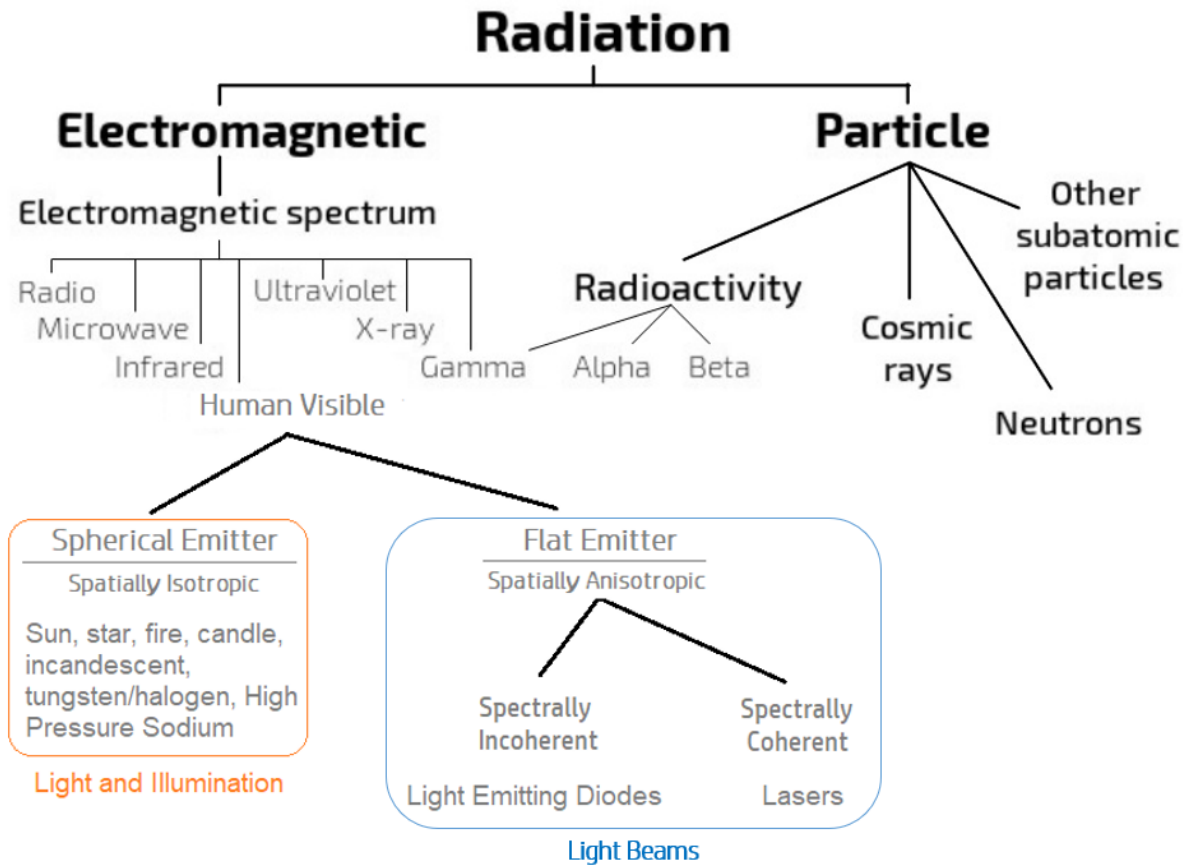 Radiation
Electromagnetic
Particle
Electromagnetic spectrum
Radio
Microwave
Infrared
Human Visible
Ultraviolet
X-ray
Gamma
Radioactivity
Alpha
Beta
Cosmic
rays
Neutrons
Other
subatomic
particles
Spherical Emitter
Spatially Isotropic
Sun, star, fire, candle,
incandescent,
tungsten/halogen, High
Pressure Sodium
Light and Illumination
Flat Emitter
Spatially Anisotropic
Spectrally
Incoherent
Light Emitting Diodes
Spectrally
Coherent
Lasers
Light Beams